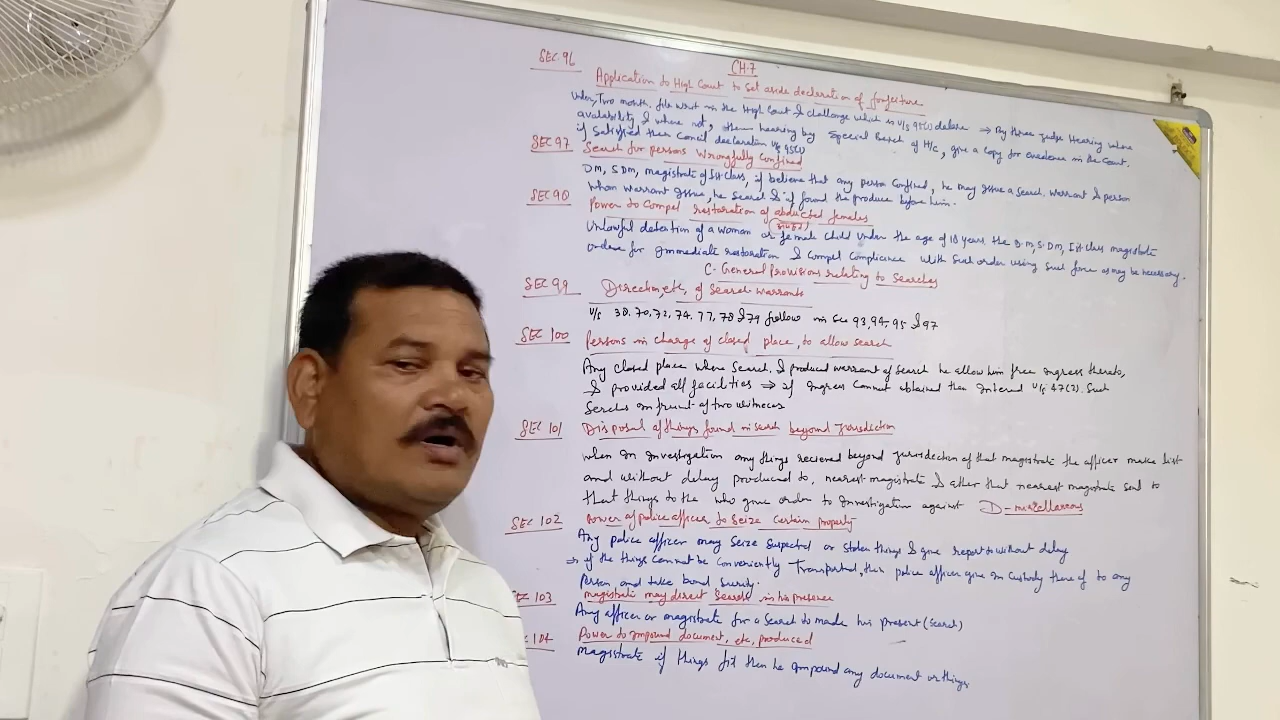 SEC.96
CH.7
Application to High Court to set aside declaration of forfeiture
Under, Two month. file writ in the High Court & challenge which is u/s 95(1) declare ⇒ By three judge Hearing where
availability & where not, then hearing by Special Bench of H/C, give a copy for evedence in the Court.
if Satisfied then Concil declaration u/s 95(1)
SEC 97
Search for persons Wrongfully Confined
DM, SDM, magistrate of Ist class, if believe that any person Confined, he may Issue a Search. Warrant & person
whom warrant Issue, he Search & if found the produce before him.
SEC 98
Power to Compel restoration of abducted females
Unlawful detention of a woman or female child under the age of 18 years. the D.M, S.DM, Ist class magistrate
orders for immediate restoration & Compel Compliance with Such order using Such force as may be necessary.
C- General Provisions relating to Searches
SEC 99
Direction, etc, of Search-warrants
u/s 38, 70, 72, 74, 77, 78 & 79 follow in sec 93, 94, 95 & 97
SEC 100
Persons in charge of closed place, to allow search
Any closed place where Search, & produced warrant of Search he allow him free ingress thereto,
& provided all facilities ⇒ if Ingress Cannot obtained then u/s 47(2). Such
on of two witness
SEC 101
Disposal of things found in search beyond Jurisdiction
when In Investigation any things recieved beyond Jurisdiction of that magistrate the officer make list
and without delay produced to, nearest magistrate & after that nearest magistrate send to
that things to the who gave order to Investigation against
D- miscellaneous
SEC 102
Power of police officer to Seize Certain property
Any police officer may Seize Suspected or stolen things & give report to without delay
⇒ if the things cannot be Conveniently Transported, then police officer give in Custody there of to any
Person and take bond surity.
103
magistrate may direct Search in his presence
Any officer or magistrate for a Search to made his present (Search)
104
Power to Impound document, etc, produced
magistrate if things fit then he Impound any document or things